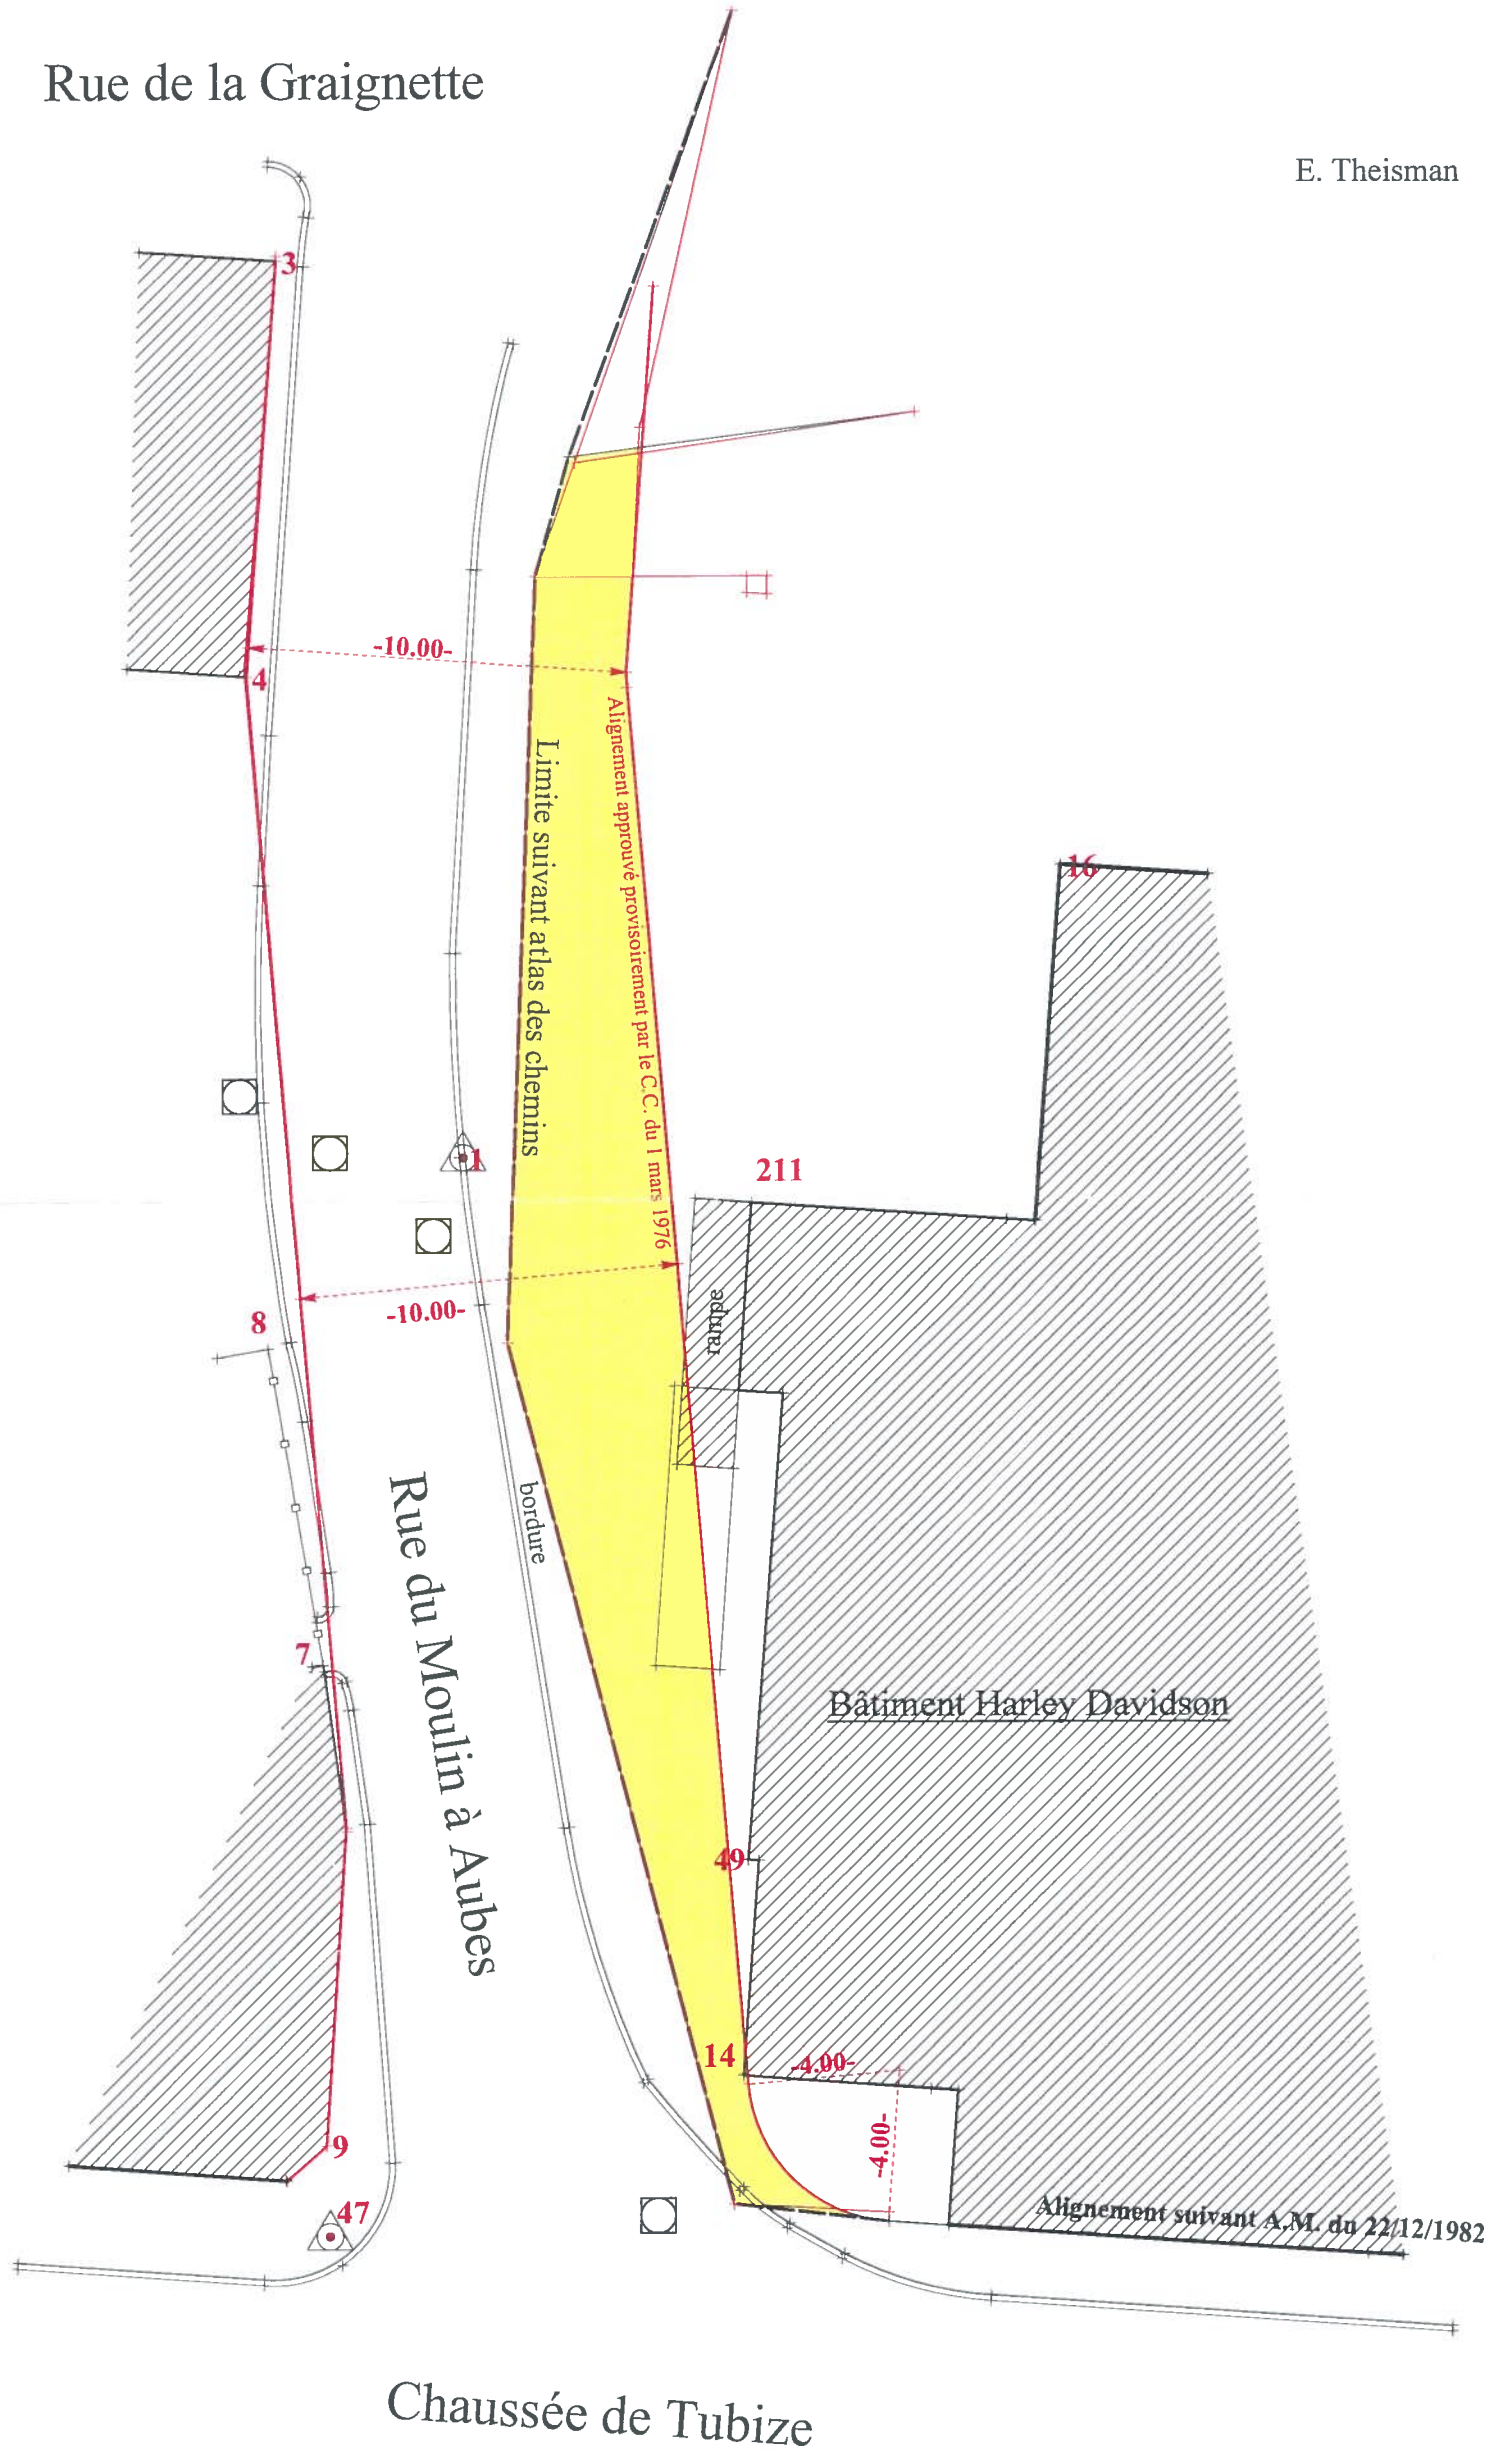 Rue de la Graignette
E. Theisman
3
4
-10.00-
Limite suivant atlas des chemins
Alignement approuvé provisoirement par le C.C. du 1 mars 1976
16
1
211
rampe
-10.00-
8
bordure
Rue du Moulin à Aubes
7
Bâtiment Harley Davidson
49
14
-4.00-
-4.00-
9
47
Alignement suivant A.M. du 22/12/1982
Chaussée de Tubize